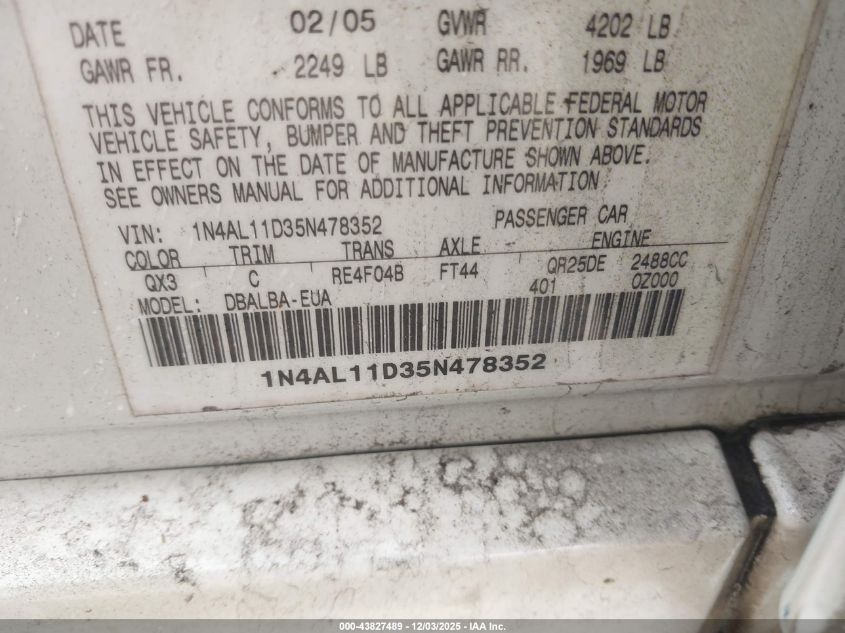 DATE 02/05 GVWR 4202 LB
GAWR FR. 2249 LB GAWR RR. 1969 LB
THIS VEHICLE CONFORMS TO ALL APPLICABLE FEDERAL MOTOR
VEHICLE SAFETY, BUMPER AND THEFT PREVENTION STANDARDS
IN EFFECT ON THE DATE OF MANUFACTURE SHOWN ABOVE.
SEE OWNERS MANUAL FOR ADDITIONAL INFORMATION
VIN: 1N4AL11D35N478352 PASSENGER CAR
COLOR TRIM TRANS AXLE ENGINE
QX3 C RE4F04B FT44 QR25DE 2488CC
MODEL: DBALBA-EUA 401 0Z000
1N4AL11D35N478352
000-43827489 - 12/03/2025 - IAA Inc.